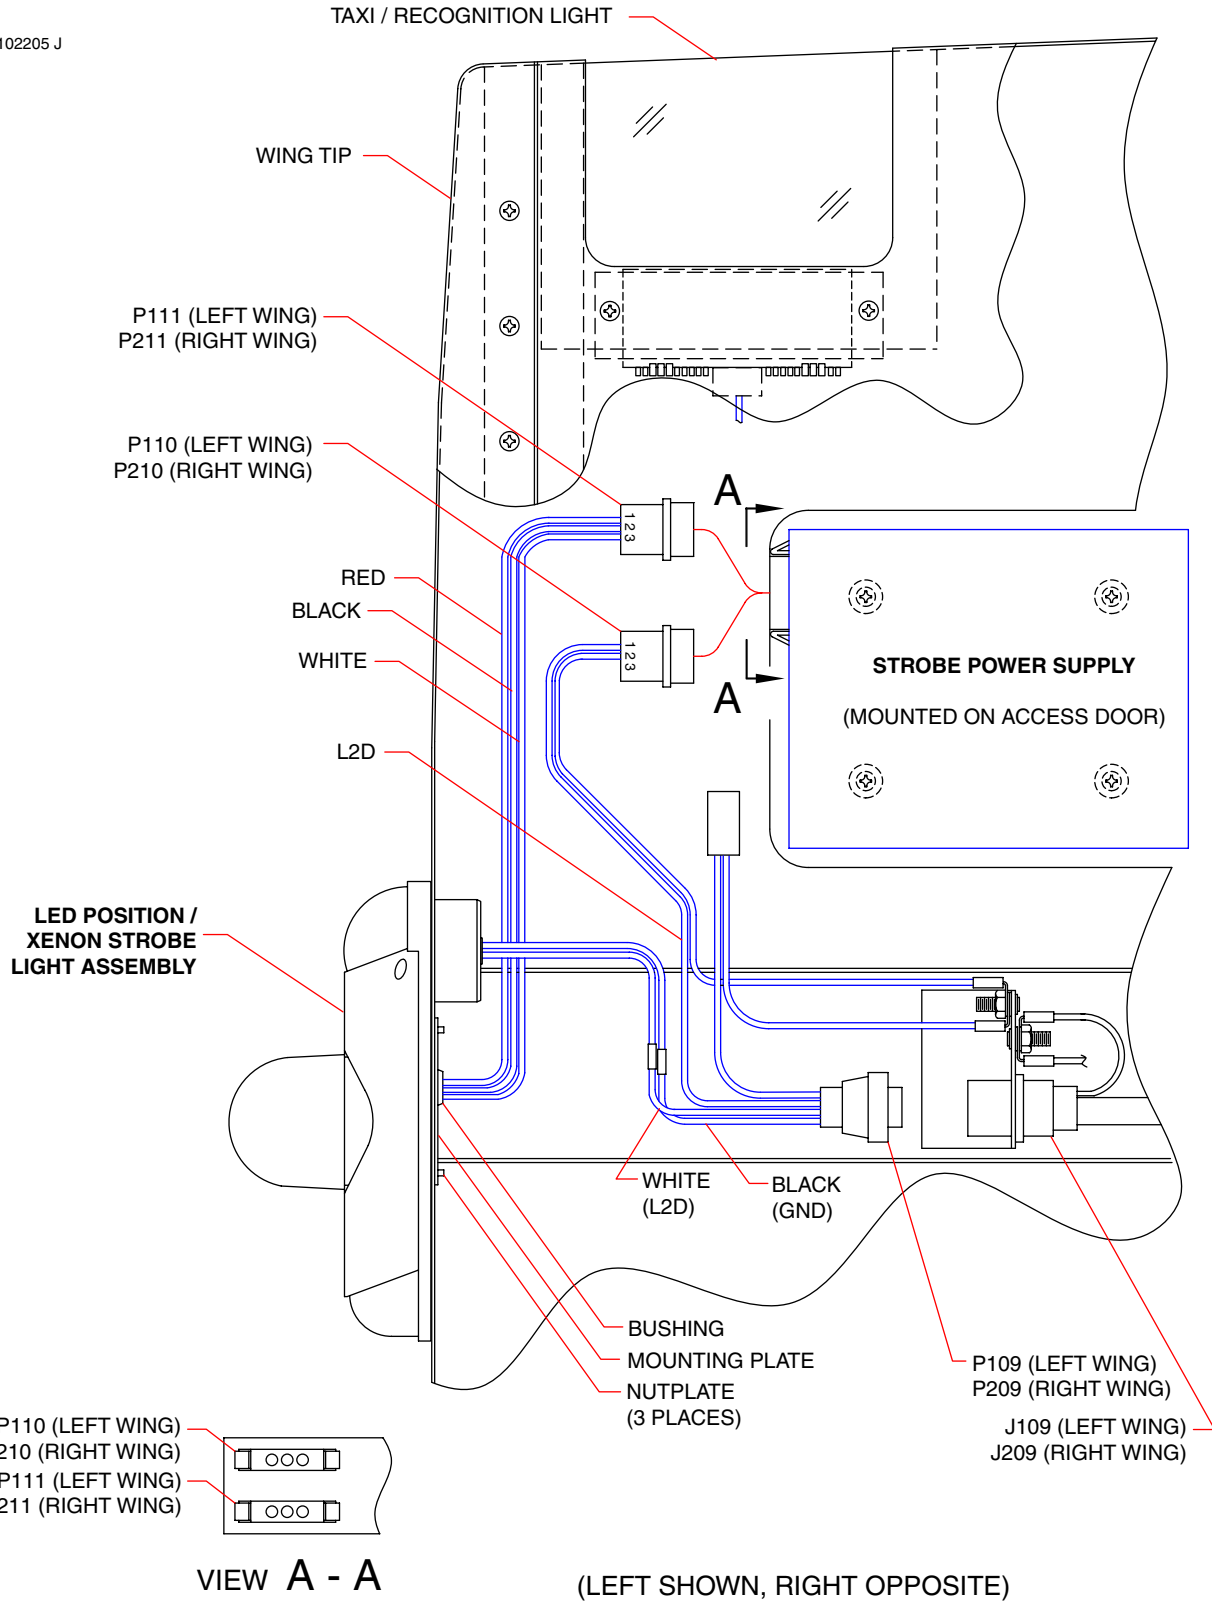 TAXI / RECOGNITION LIGHT
102205 J
WING TIP
P111 (LEFT WING)
P211 (RIGHT WING)
P110 (LEFT WING)
P210 (RIGHT WING)
1 2 3
1 2 3
A
A
RED
BLACK
WHITE
L2D
STROBE POWER SUPPLY
(MOUNTED ON ACCESS DOOR)
LED POSITION /
XENON STROBE
LIGHT ASSEMBLY
WHITE
(L2D)
BLACK
(GND)
BUSHING
MOUNTING PLATE
NUTPLATE
(3 PLACES)
P109 (LEFT WING)
P209 (RIGHT WING)
J109 (LEFT WING)
J209 (RIGHT WING)
P110 (LEFT WING)
210 (RIGHT WING)
P111 (LEFT WING)
211 (RIGHT WING)
VIEW A - A
(LEFT SHOWN, RIGHT OPPOSITE)